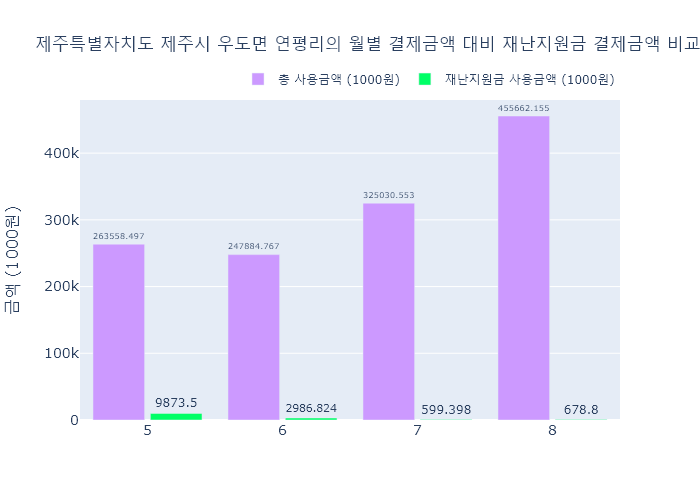 제주특별자치도 제주시 우도면 연평리의 월별 결제금액 대비 재난지원금 결제금액 비교
총 사용금액 (1000원) 재난지원금 사용금액 (1000원)
금액 (1000원)
400k
300k
200k
100k
0
263558.497
9873.5
247884.767
2986.824
325030.553
599.398
455662.155
678.8
5 6 7 8